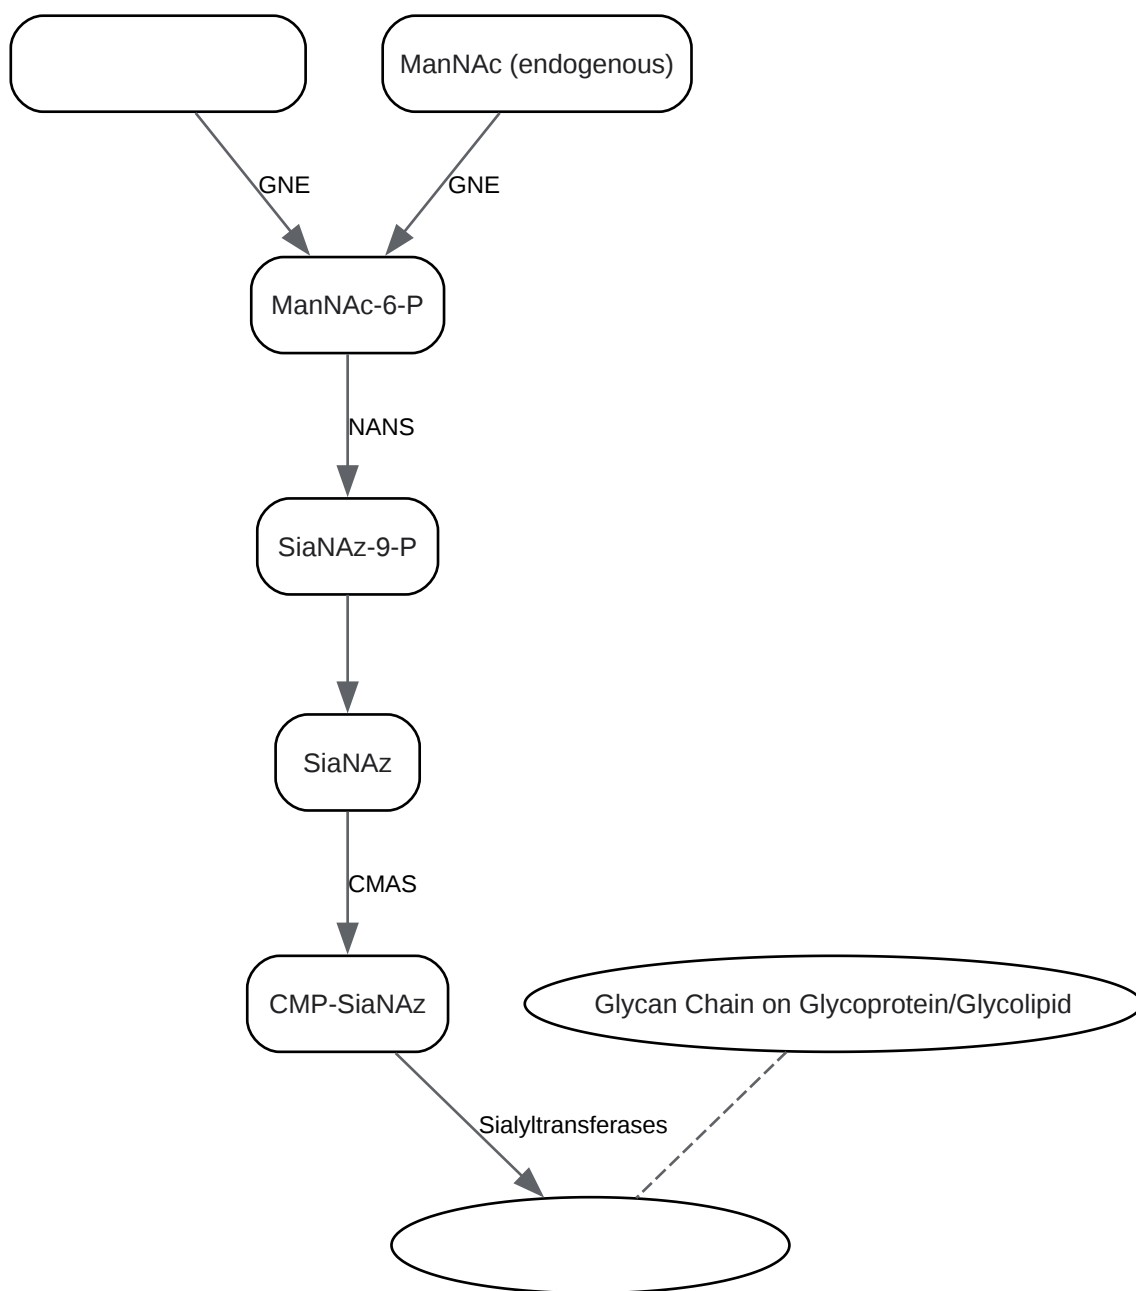 ManNAc (endogenous)
GNE
GNE
ManNAc-6-P
NANS
SiaNAz-9-P
SiaNAz
CMAS
CMP-SiaNAz
Glycan Chain on Glycoprotein/Glycolipid
Sialyltransferases